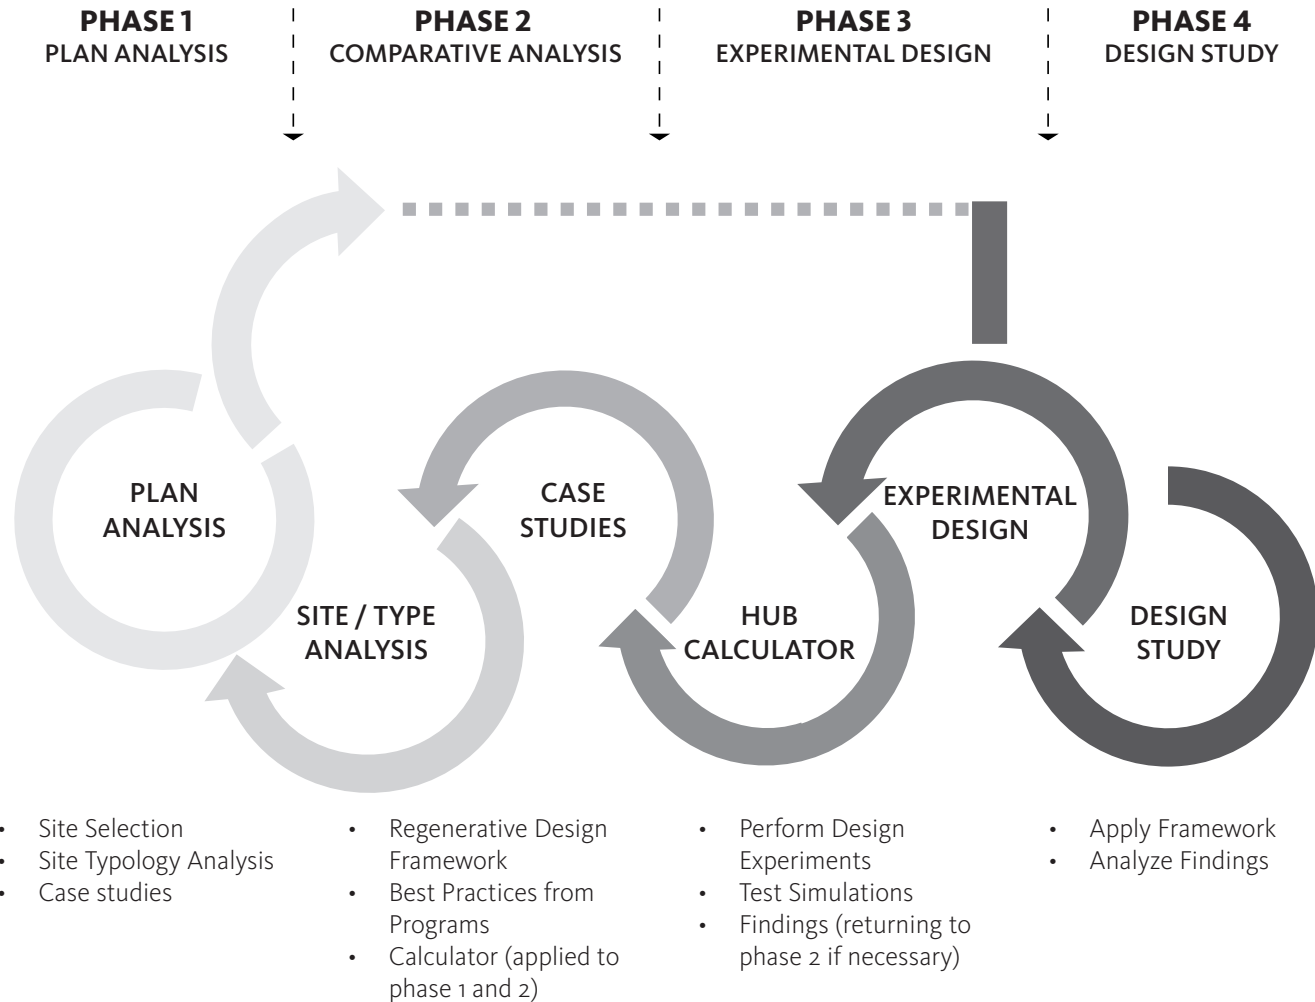 PHASE 1
PLAN ANALYSIS
PHASE 2
COMPARATIVE ANALYSIS
PHASE 3
EXPERIMENTAL DESIGN
PHASE 4
DESIGN STUDY
PLAN
ANALYSIS
SITE / TYPE
ANALYSIS
CASE
STUDIES
HUB
CALCULATOR
EXPERIMENTAL
DESIGN
DESIGN
STUDY
• Site Selection
• Site Typology Analysis
• Case studies
• Regenerative Design
Framework
• Best Practices from
Programs
• Calculator (applied to
phase 1 and 2)
• Perform Design
Experiments
• Test Simulations
• Findings (returning to
phase 2 if necessary)
• Apply Framework
• Analyze Findings